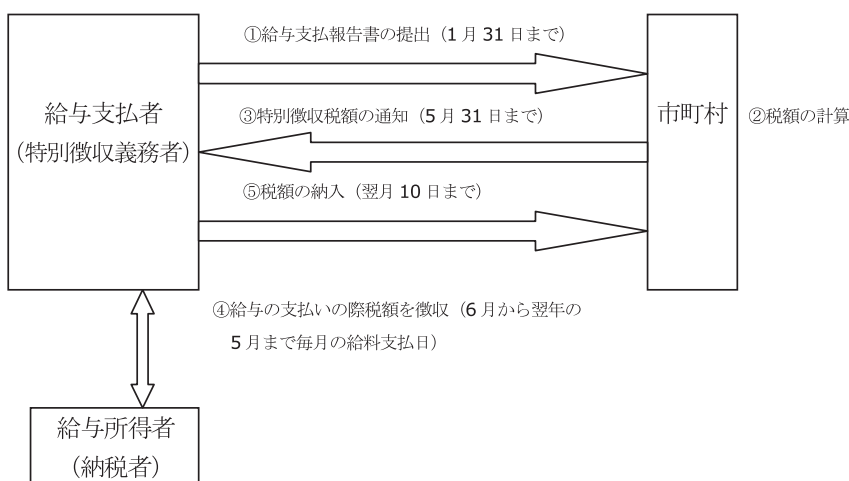 ①給与支払報告書の提出（1月31日まで）
給与支払者
（特別徴収義務者）
市町村
②税額の計算
③特別徴収税額の通知（5月31日まで）
⑤税額の納入（翌月10日まで）
④給与の支払いの際税額を徴収（6月から翌年の
5月まで毎月の給料支払日）
給与所得者
（納税者）